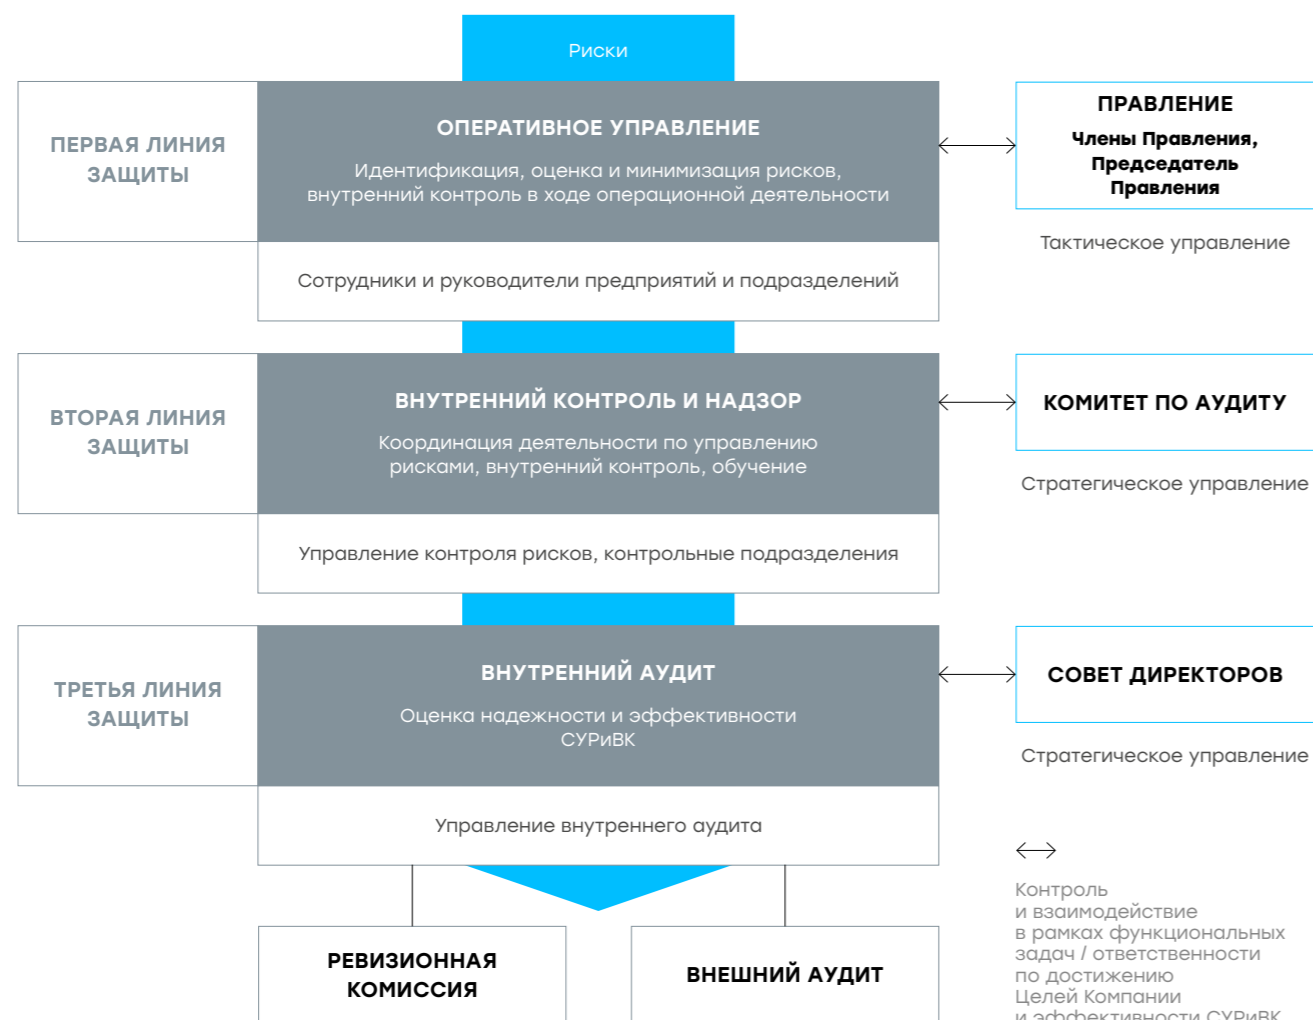 Риски
ПЕРВАЯ ЛИНИЯ
ЗАЩИТЫ
ОПЕРАТИВНОЕ УПРАВЛЕНИЕ
Идентификация, оценка и минимизация рисков,
внутренний контроль в ходе операционной деятельности
Сотрудники и руководители предприятий и подразделений
ПРАВЛЕНИЕ
Члены Правления,
Председатель
Правления
Тактическое управление
ВТОРАЯ ЛИНИЯ
ЗАЩИТЫ
ВНУТРЕННИЙ КОНТРОЛЬ И НАДЗОР
Координация деятельности по управлению
рисками, внутренний контроль, обучение
Управление контроля рисков, контрольные подразделения
КОМИТЕТ ПО АУДИТУ
Стратегическое управление
ТРЕТЬЯ ЛИНИЯ
ЗАЩИТЫ
ВНУТРЕННИЙ АУДИТ
Оценка надежности и эффективности
СУРиВК
Управление внутреннего аудита
СОВЕТ ДИРЕКТОРОВ
Стратегическое управление
РЕВИЗИОННАЯ
КОМИССИЯ
ВНЕШНИЙ АУДИТ
Контроль
и взаимодействие
в рамках функциональных
задач / ответственности
по достижению
Целей Компании
и эффективности СУРиВК